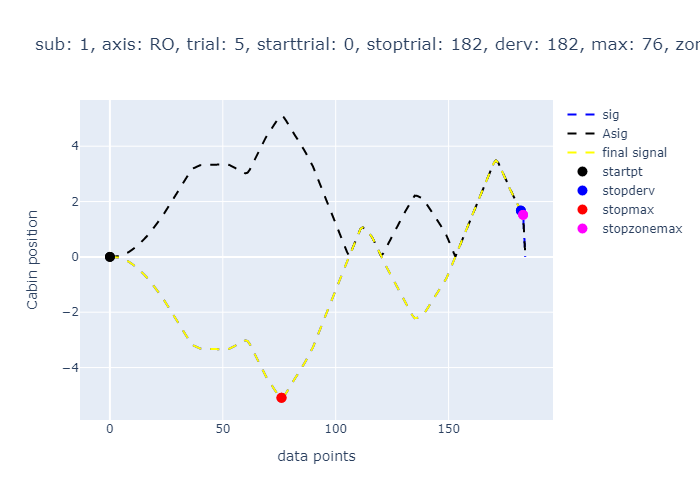 sub: 1, axis: RO, trial: 5, starttrial: 0, stoptrial: 182, derv: 182, max: 76, zor
sig
Asig
final signal
startpt
stopderv
stopmax
stopzonemax
Cabin position
4
2
0
−2
−4
0
50
100
150
data points